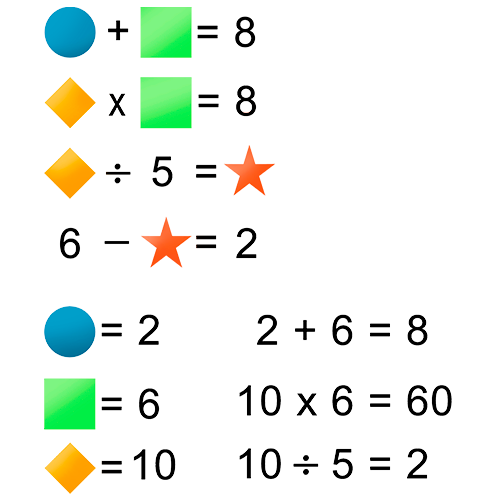 + = 8
x = 8
÷ 5 =
6 − = 2
= 2 2 + 6 = 8
= 6 10 x 6 = 60
= 10 10 ÷ 5 = 2